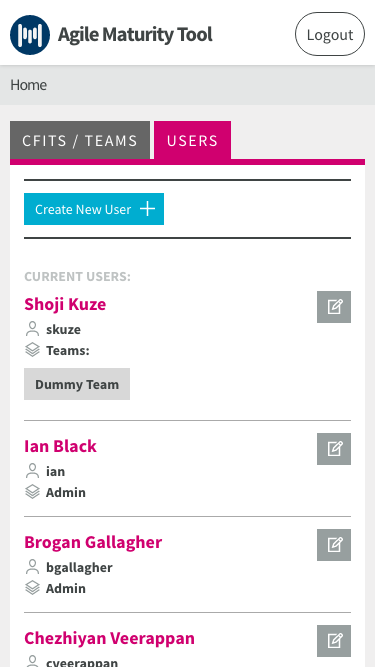 Agile Maturity Tool
Logout
Home
CFITS / TEAMS
USERS
Create New User
CURRENT USERS:
Shoji Kuze
skuze
Teams:
Dummy Team
Ian Black
ian
Admin
Brogan Gallagher
bgallagher
Admin
Chezhiyan Veerappan
cveerappan